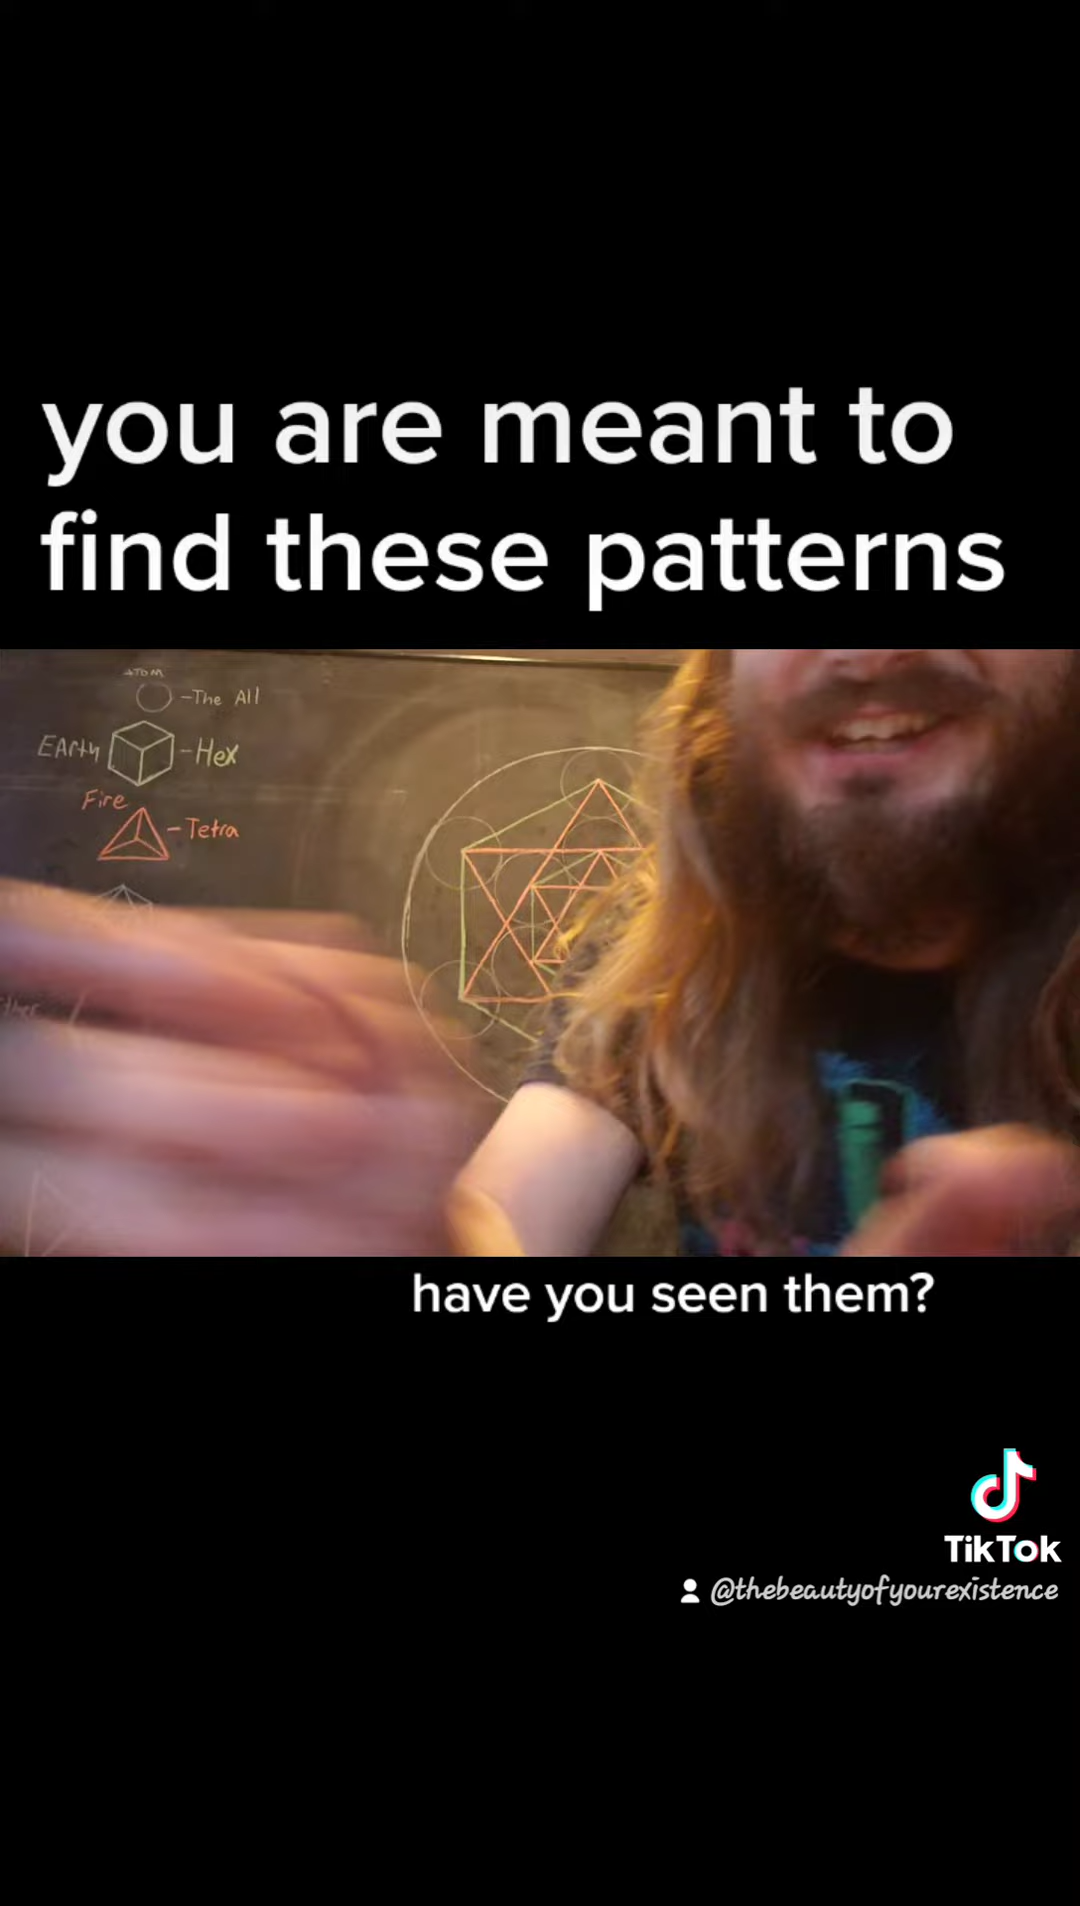 you are meant to
find these patterns
ATOM
-The All
EArth -Hex
Fire
-Tetra
have you seen them?
TikTok
@thebeautyofyourexistence